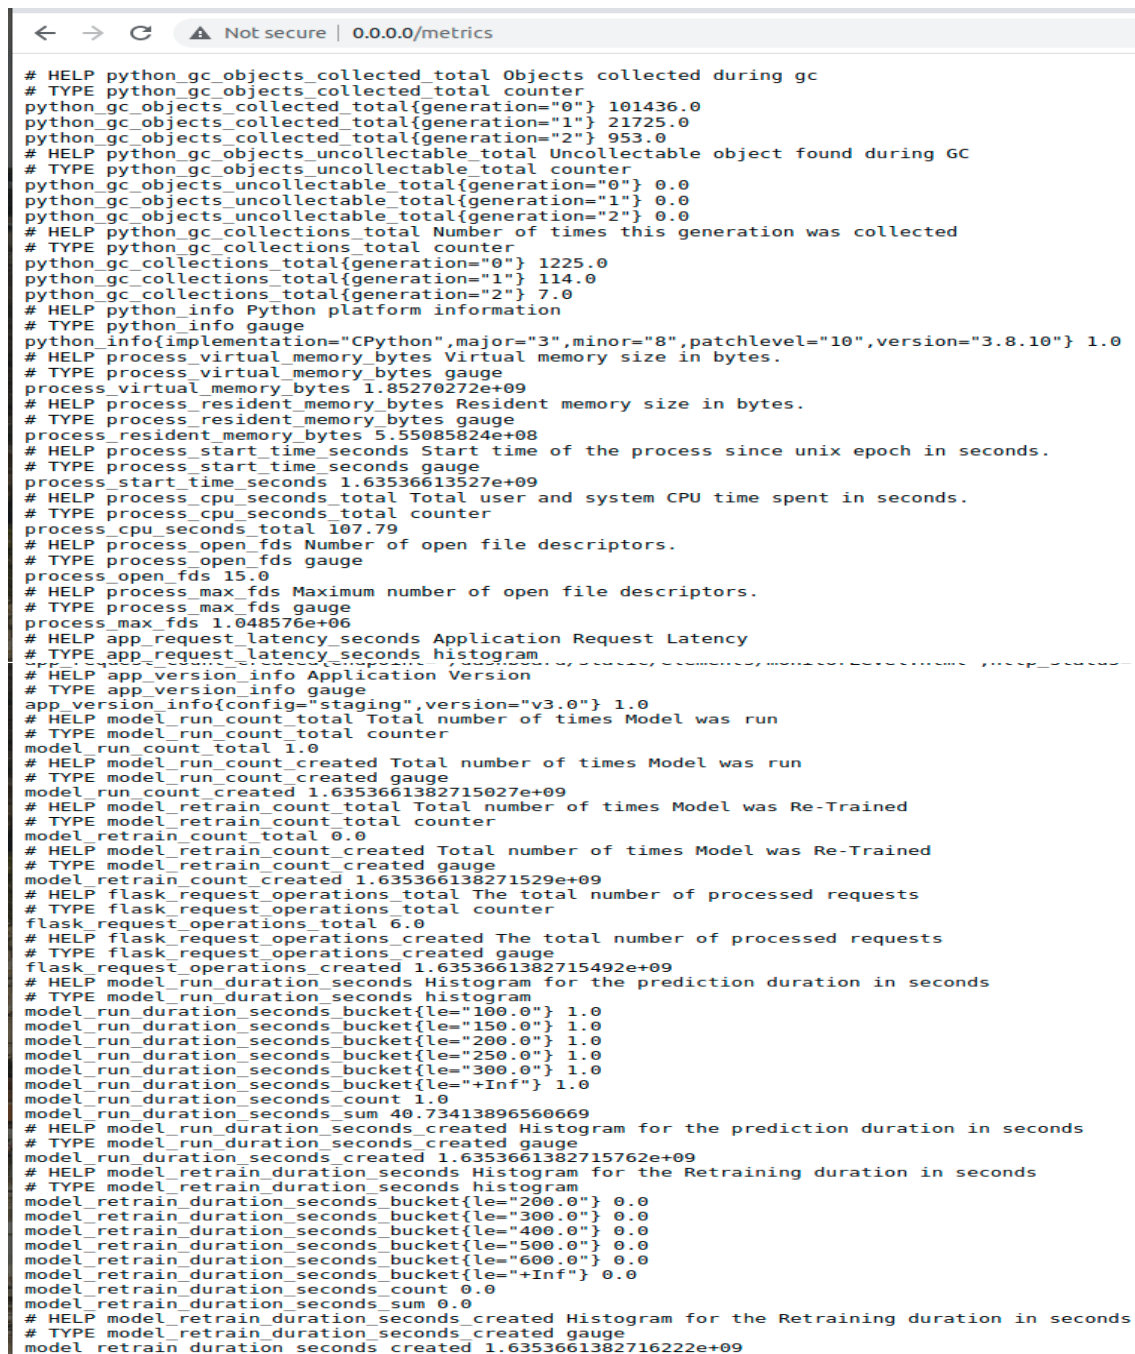 Not secure | 0.0.0.0/metrics
# HELP python_gc_objects_collected_total Objects collected during gc
# TYPE python_gc_objects_collected_total counter
python_gc_objects_collected_total{generation="0"} 101436.0
python_gc_objects_collected_total{generation="1"} 21725.0
python_gc_objects_collected_total{generation="2"} 953.0
# HELP python_gc_objects_uncollectable_total Uncollectable object found during GC
# TYPE python_gc_objects_uncollectable_total counter
python_gc_objects_uncollectable_total{generation="0"} 0.0
python_gc_objects_uncollectable_total{generation="1"} 0.0
python_gc_objects_uncollectable_total{generation="2"} 0.0
# HELP python_gc_collections_total Number of times this generation was collected
# TYPE python_gc_collections_total counter
python_gc_collections_total{generation="0"} 1225.0
python_gc_collections_total{generation="1"} 114.0
python_gc_collections_total{generation="2"} 7.0
# HELP python_info Python platform information
# TYPE python_info gauge
python_info{implementation="CPython",major="3",minor="8",patchlevel="10",version="3.8.10"} 1.0
# HELP process_virtual_memory_bytes Virtual memory size in bytes.
# TYPE process_virtual_memory_bytes gauge
process_virtual_memory_bytes 1.85270272e+09
# HELP process_resident_memory_bytes Resident memory size in bytes.
# TYPE process_resident_memory_bytes gauge
process_resident_memory_bytes 5.55085824e+08
# HELP process_start_time_seconds Start time of the process since unix epoch in seconds.
# TYPE process_start_time_seconds gauge
process_start_time_seconds 1.63536613527e+09
# HELP process_cpu_seconds_total Total user and system CPU time spent in seconds.
# TYPE process_cpu_seconds_total counter
process_cpu_seconds_total 107.79
# HELP process_open_fds Number of open file descriptors.
# TYPE process_open_fds gauge
process_open_fds 15.0
# HELP process_max_fds Maximum number of open file descriptors.
# TYPE process_max_fds gauge
process_max_fds 1.048576e+06
# HELP app_request_latency_seconds Application Request Latency
# TYPE app_request_latency_seconds histogram
# HELP app_version_info Application Version
# TYPE app_version_info gauge
app_version_info{config="staging",version="v3.0"} 1.0
# HELP model_run_count_total Total number of times Model was run
# TYPE model_run_count_total counter
model_run_count_total 1.0
# HELP model_run_count_created Total number of times Model was run
# TYPE model_run_count_created gauge
model_run_count_created 1.6353661382715027e+09
# HELP model_retrain_count_total Total number of times Model was Re-Trained
# TYPE model_retrain_count_total counter
model_retrain_count_total 0.0
# HELP model_retrain_count_created Total number of times Model was Re-Trained
# TYPE model_retrain_count_created gauge
model_retrain_count_created 1.635366138271529e+09
# HELP flask_request_operations_total The total number of processed requests
# TYPE flask_request_operations_total counter
flask_request_operations_total 6.0
# HELP flask_request_operations_created The total number of processed requests
# TYPE flask_request_operations_created gauge
flask_request_operations_created 1.6353661382715492e+09
# HELP model_run_duration_seconds Histogram for the prediction duration in seconds
# TYPE model_run_duration_seconds histogram
model_run_duration_seconds_bucket{le="100.0"} 1.0
model_run_duration_seconds_bucket{le="150.0"} 1.0
model_run_duration_seconds_bucket{le="200.0"} 1.0
model_run_duration_seconds_bucket{le="250.0"} 1.0
model_run_duration_seconds_bucket{le="300.0"} 1.0
model_run_duration_seconds_bucket{le="+Inf"} 1.0
model_run_duration_seconds_count 1.0
model_run_duration_seconds_sum 40.73413896560669
# HELP model_run_duration_seconds_created Histogram for the prediction duration in seconds
# TYPE model_run_duration_seconds_created gauge
model_run_duration_seconds_created 1.6353661382715762e+09
# HELP model_retrain_duration_seconds Histogram for the Retraining duration in seconds
# TYPE model_retrain_duration_seconds histogram
model_retrain_duration_seconds_bucket{le="200.0"} 0.0
model_retrain_duration_seconds_bucket{le="300.0"} 0.0
model_retrain_duration_seconds_bucket{le="400.0"} 0.0
model_retrain_duration_seconds_bucket{le="500.0"} 0.0
model_retrain_duration_seconds_bucket{le="600.0"} 0.0
model_retrain_duration_seconds_bucket{le="+Inf"} 0.0
model_retrain_duration_seconds_count 0.0
model_retrain_duration_seconds_sum 0.0
# HELP model_retrain_duration_seconds_created Histogram for the Retraining duration in seconds
# TYPE model_retrain_duration_seconds_created gauge
model_retrain_duration_seconds_created 1.6353661382716222e+09